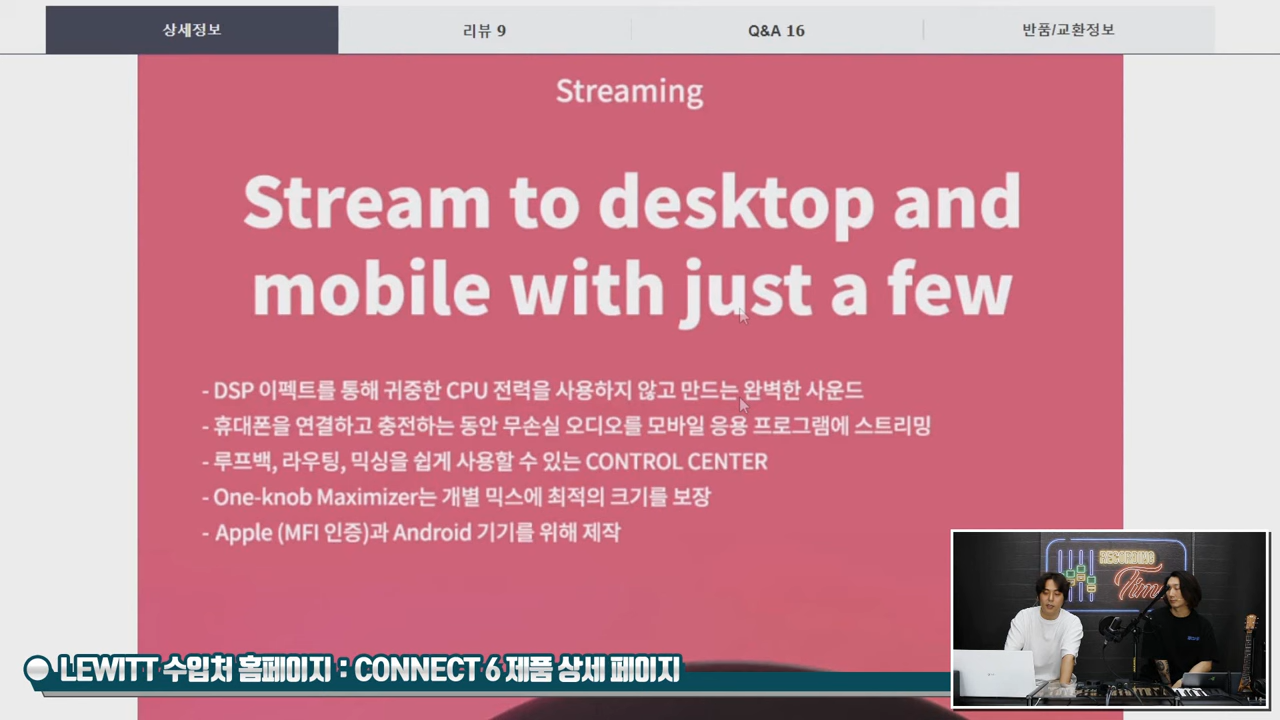 상세정보
리뷰 9
Q&A 16
반품/교환정보
Streaming
Stream to desktop and
mobile with just a few
- DSP 이펙트를 통해 귀중한 CPU 전력을 사용하지 않고 만드는 완벽한 사운드
- 휴대폰을 연결하고 충전하는 동안 무손실 오디오를 모바일 응용 프로그램에 스트리밍
- 루프백, 라우팅, 믹싱을 쉽게 사용할 수 있는 CONTROL CENTER
- One-knob Maximizer는 개별 믹스에 최적의 크기를 보장
- Apple (MFI 인증)과 Android 기기를 위해 제작
RECORDING
Time
LEWITT 수입처 홈페이지 : CONNECT 6 제품 상세 페이지